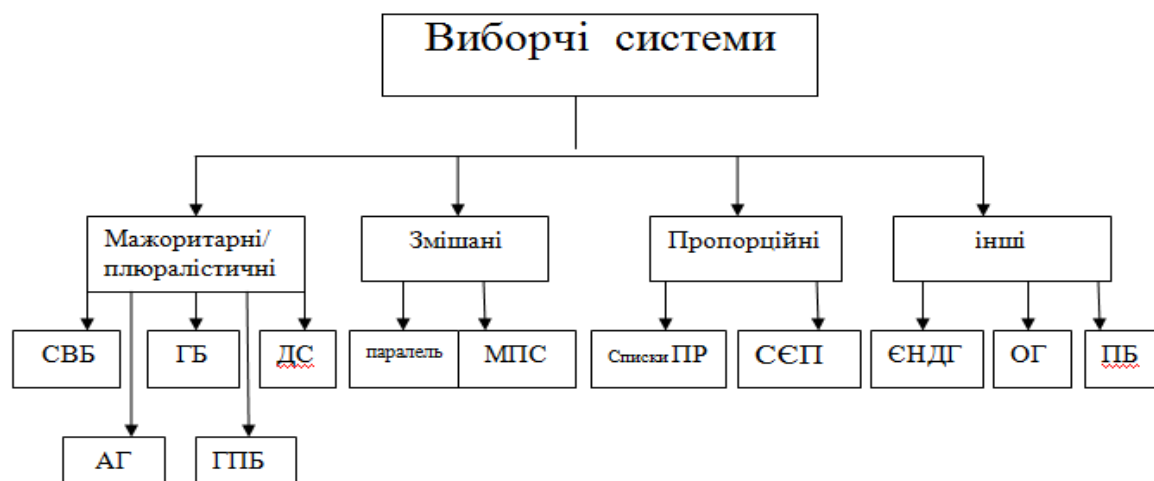 Виборчі системи
Мажоритарні/
плюралістичні
Змішані
Пропорційні
інші
СВБ
ГБ
ДС
паралель
МПС
Списки ПР
СЄП
ЄНДГ
ОГ
ПБ
АГ
ГПБ